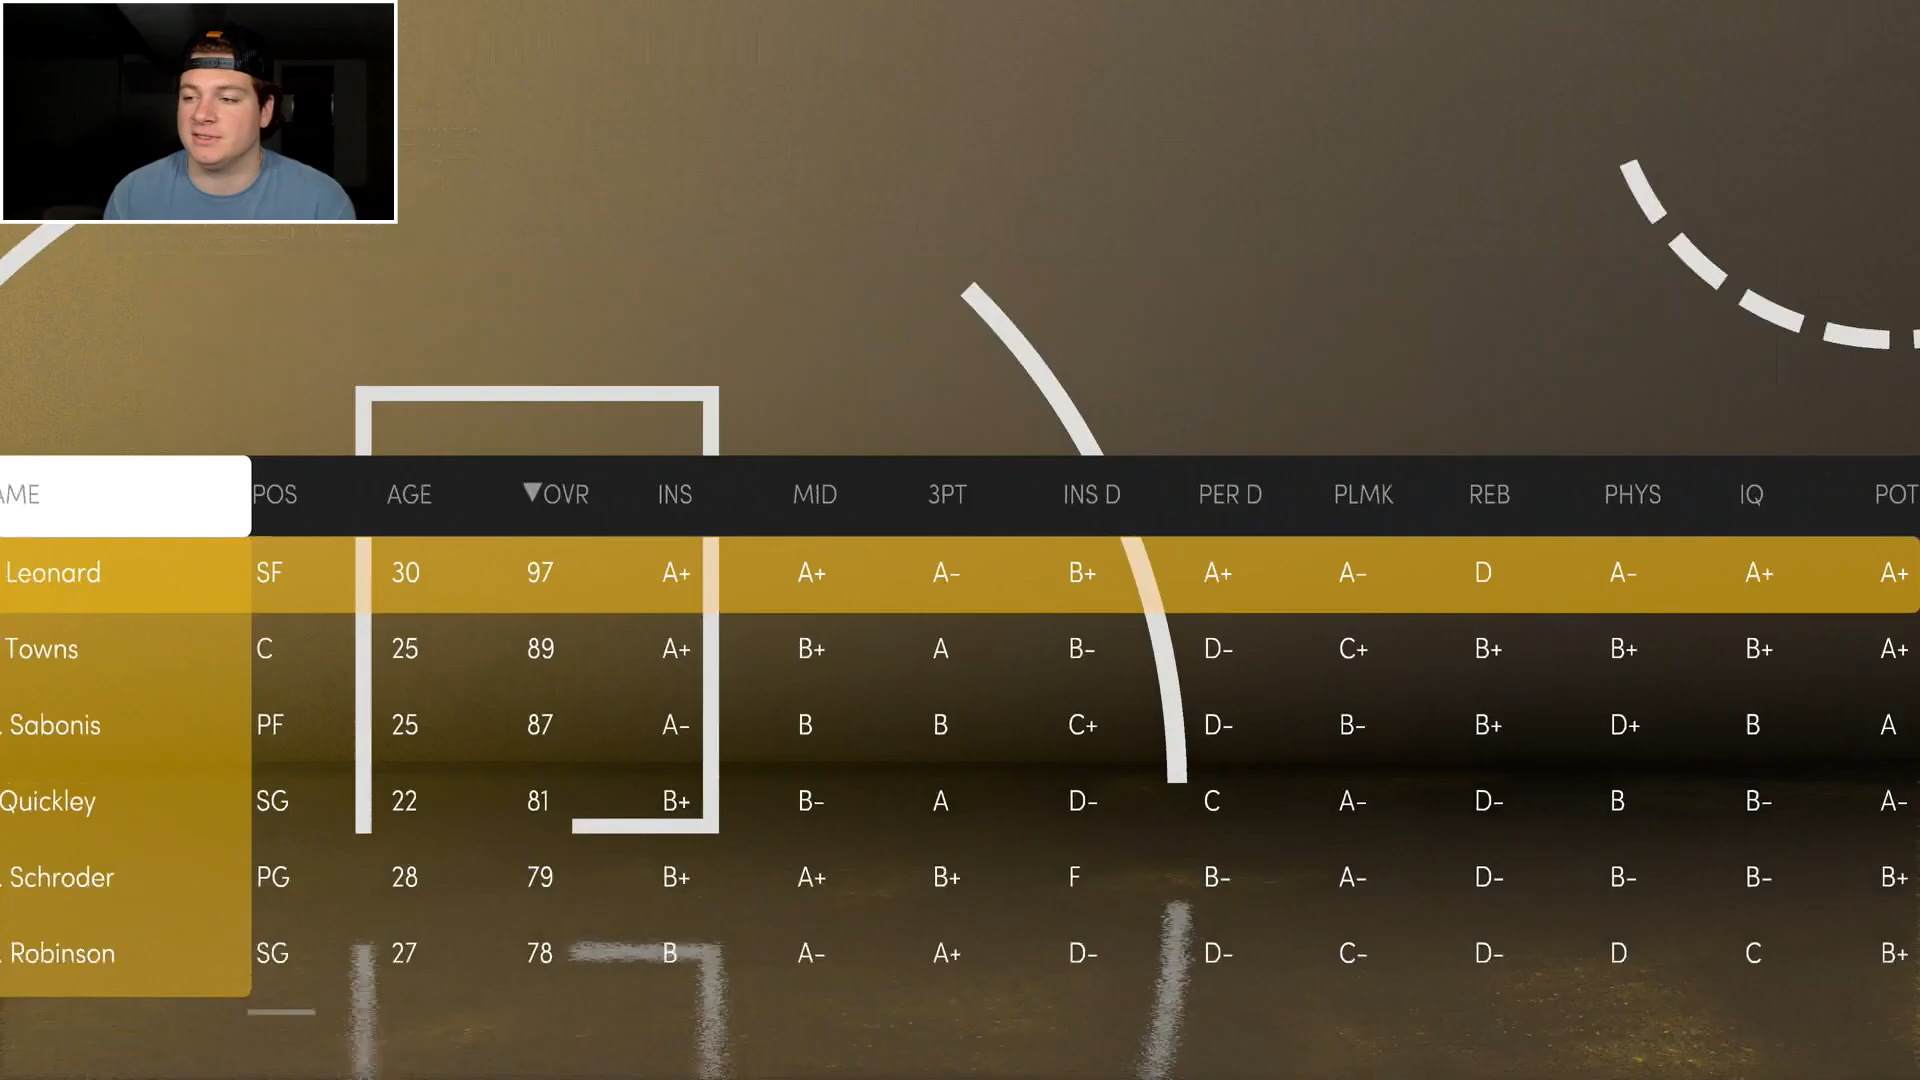 AME POS AGE ▼OVR INS MID 3PT INS D PER D PLMK REB PHYS IQ POT
Leonard SF 30 97 A+ A+ A- B+ A+ A- D A- A+ A+
Towns C 25 89 A+ B+ A B- D- C+ B+ B+ B+ A+
. Sabonis PF 25 87 A- B B C+ D- B- B+ D+ B A
Quickley SG 22 81 B+ B- A D- C A- D- B B- A-
. Schroder PG 28 79 B+ A+ B+ F B- A- D- B- B- B+
. Robinson SG 27 78 B A- A+ D- D- C- D- D C B+